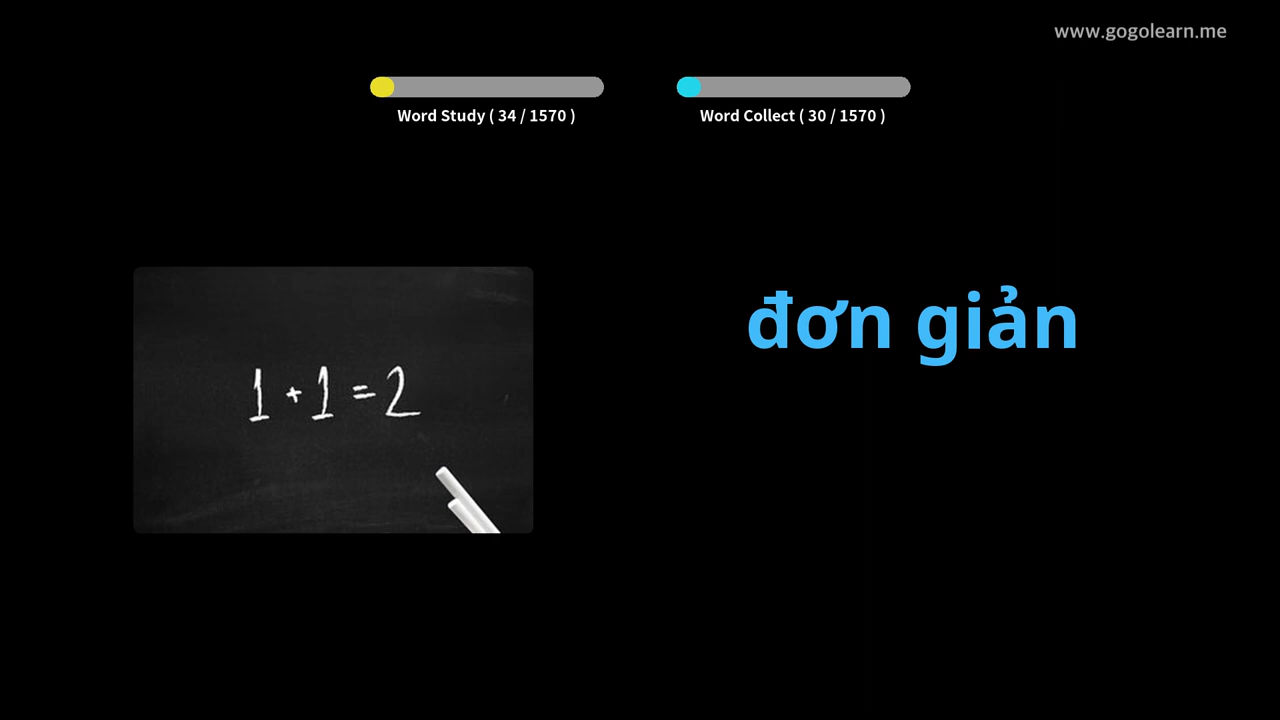 www.gogolearn.me
Word Study ( 34 / 1570 )
Word Collect ( 30 / 1570 )
đơn giản
1 + 1 = 2